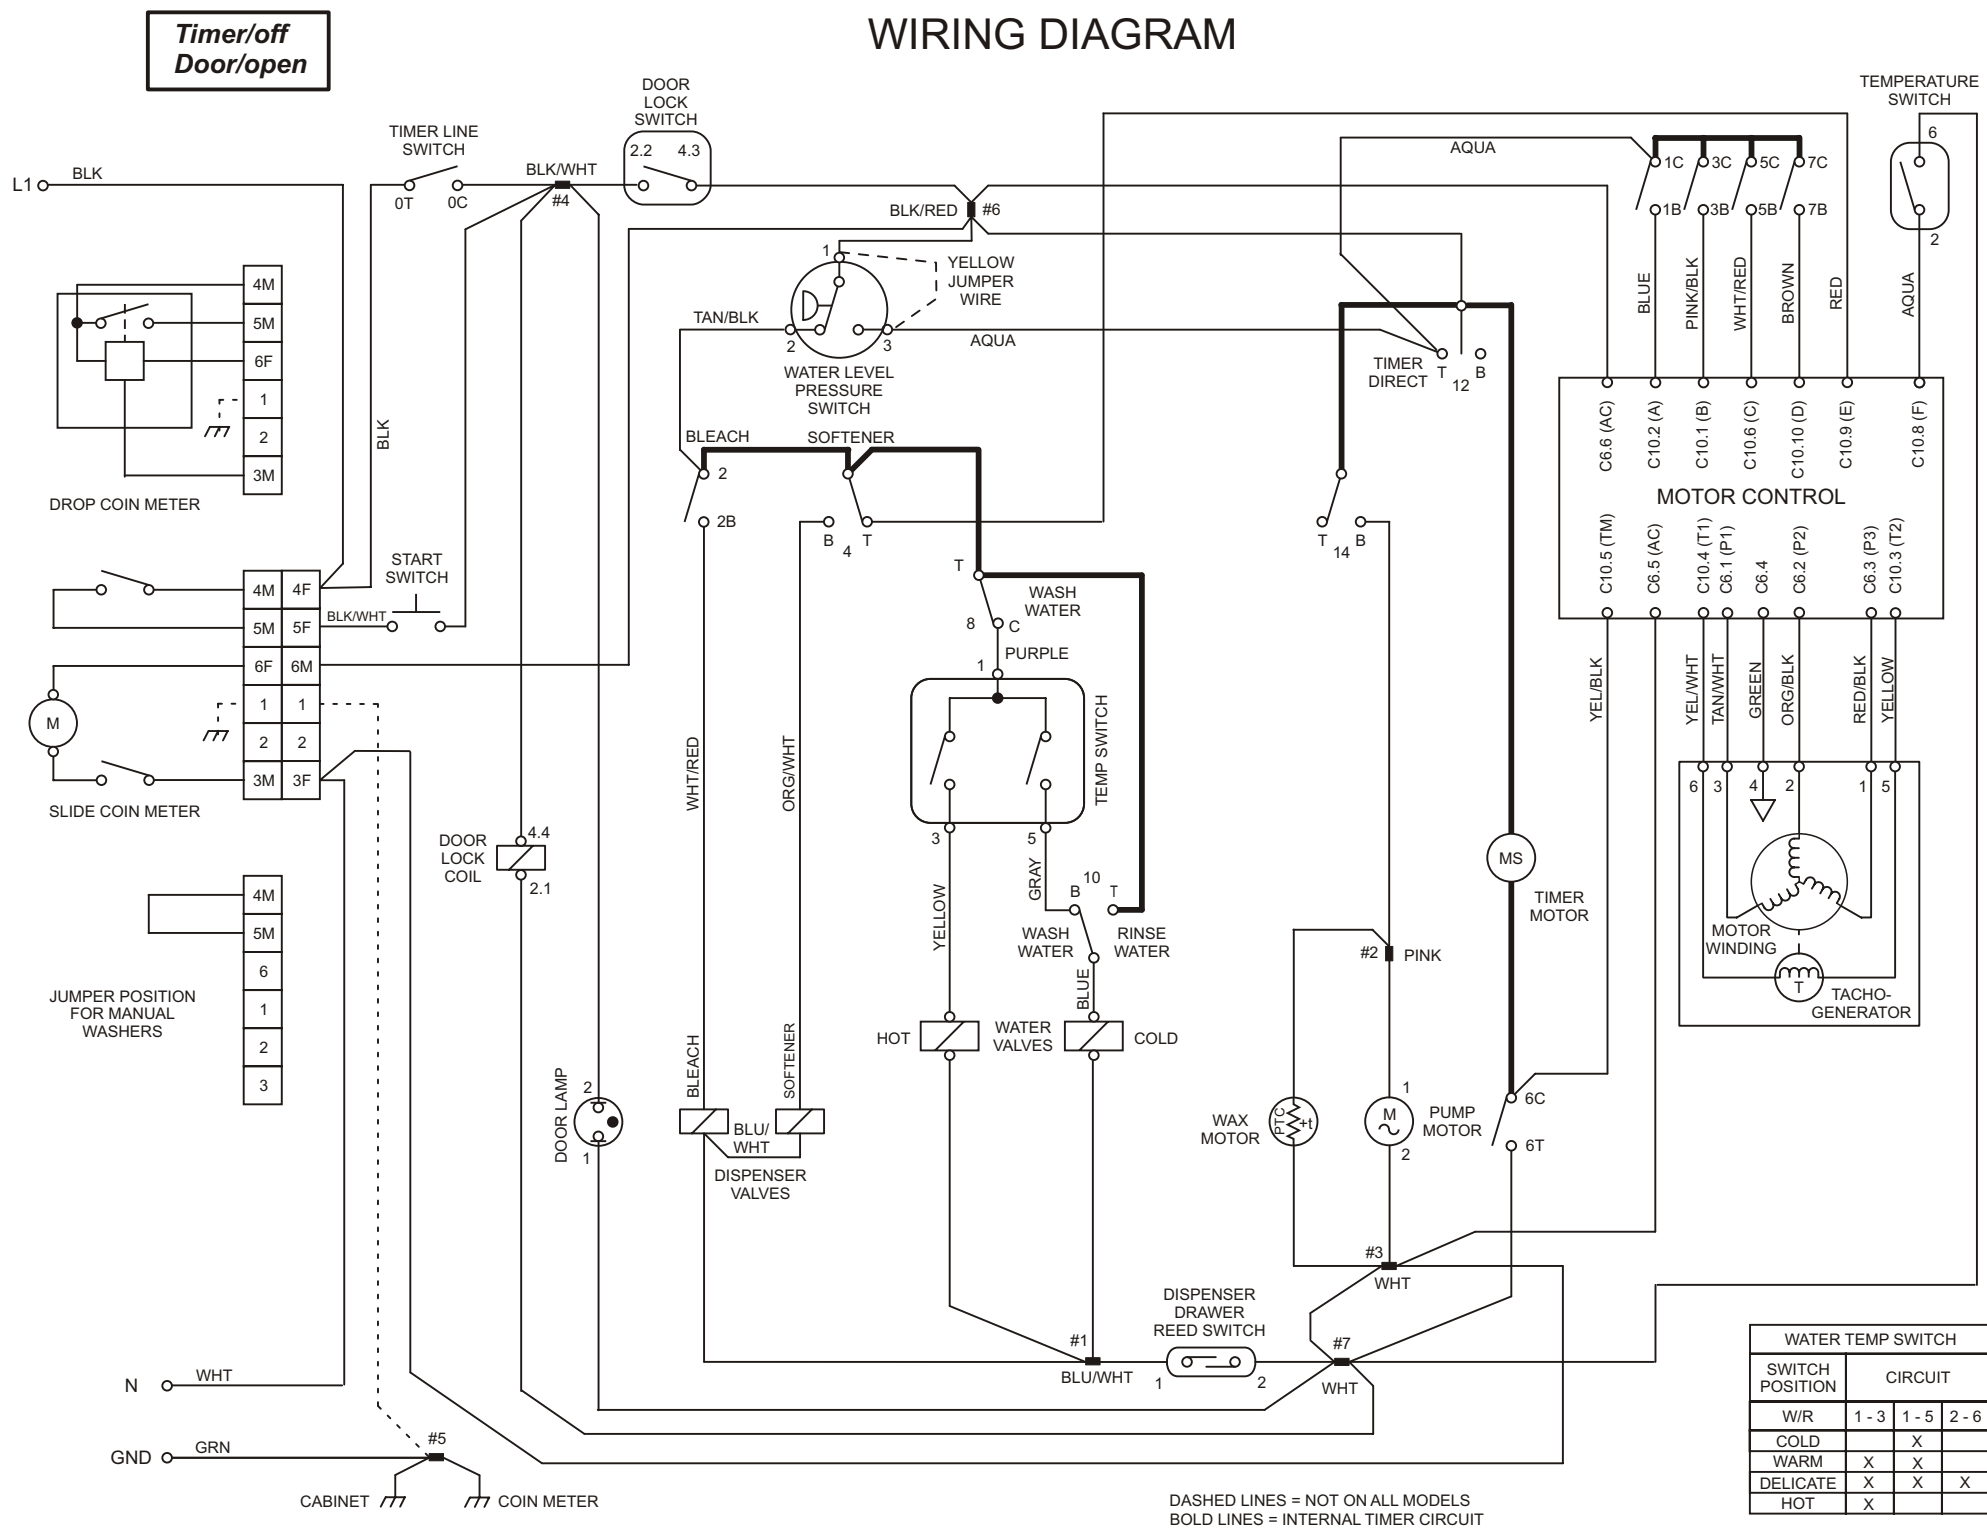 WIRING DIAGRAM
Timer/off
Door/open
DOOR
LOCK
SWITCH
2.2 4.3
TIMER LINE
SWITCH
0T 0C
BLK/WHT
#4
L1
BLK
BLK/RED
#6
AQUA
TEMPERATURE
SWITCH
6
2
1C 3C 5C 7C
1B 3B 5B 7B
BLUE
PINK/BLK
WHT/RED
BROWN
RED
AQUA
4M
5M
6F
1
2
3M
DROP COIN METER
BLK
1
YELLOW
JUMPER
WIRE
TAN/BLK
2
3
AQUA
WATER LEVEL
PRESSURE
SWITCH
TIMER
DIRECT
T 12 B
C6.6 (AC)
C10.2 (A)
C10.1 (B)
C10.6 (C)
C10.10 (D)
C10.9 (E)
C10.8 (F)
MOTOR CONTROL
C10.5 (TM)
C6.5 (AC)
C10.4 (T1)
C6.1 (P1)
C6.4
C6.2 (P2)
C6.3 (P3)
C10.3 (T2)
BLEACH
2
2B
SOFTENER
B 4 T
T 14 B
START
SWITCH
BLK/WHT
4M 4F
5M 5F
6F 6M
1 1
2 2
3M 3F
M
SLIDE COIN METER
T
WASH
WATER
8 C
PURPLE
1
TEMP SWITCH
3 5
YELLOW
GRAY
B 10 T
WASH
WATER
RINSE
WATER
BLUE
WHT/RED
ORG/WHT
DOOR
LOCK
COIL
4.4
2.1
YEL/BLK
YEL/WHT
TAN/WHT
GREEN
ORG/BLK
RED/BLK
YELLOW
6 3 4 2 1 5
MOTOR
WINDING
T
TACHO-
GENERATOR
MS
TIMER
MOTOR
4M
5M
6
1
2
3
JUMPER POSITION
FOR MANUAL
WASHERS
#2
PINK
HOT
WATER
VALVES
COLD
BLEACH
SOFTENER
BLU/
WHT
DISPENSER
VALVES
DOOR LAMP
2
1
WAX
MOTOR
PTC
+t
M
1
2
PUMP
MOTOR
6C
6T
#3
WHT
DISPENSER
DRAWER
REED SWITCH
1 2
#1
BLU/WHT
#7
WHT
N
WHT
GND
GRN
#5
CABINET
COIN METER
DASHED LINES = NOT ON ALL MODELS
BOLD LINES = INTERNAL TIMER CIRCUIT
WATER TEMP SWITCH
SWITCH
POSITION
CIRCUIT
W/R 1 - 3 1 - 5 2 - 6
COLD X
WARM X X
DELICATE X X X
HOT X